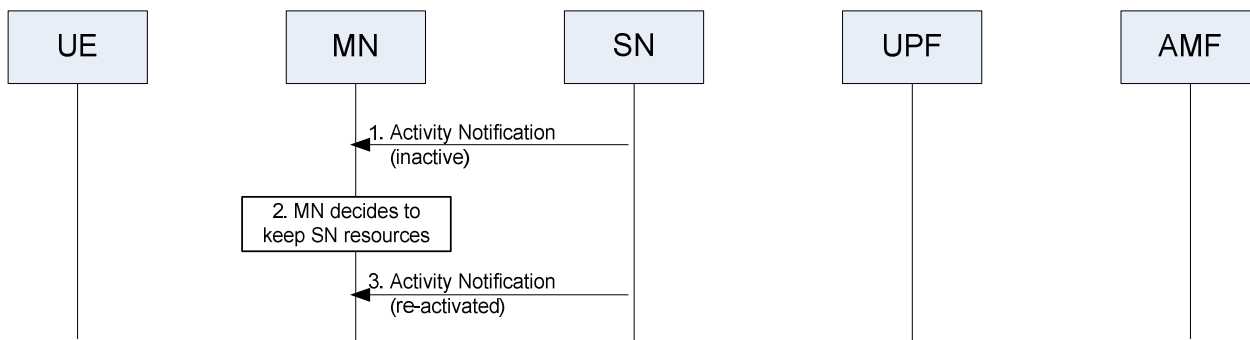 UE
MN
SN
UPF
AMF
1. Activity Notification
(inactive)
2. MN decides to
keep SN resources
3. Activity Notification
(re-activated)